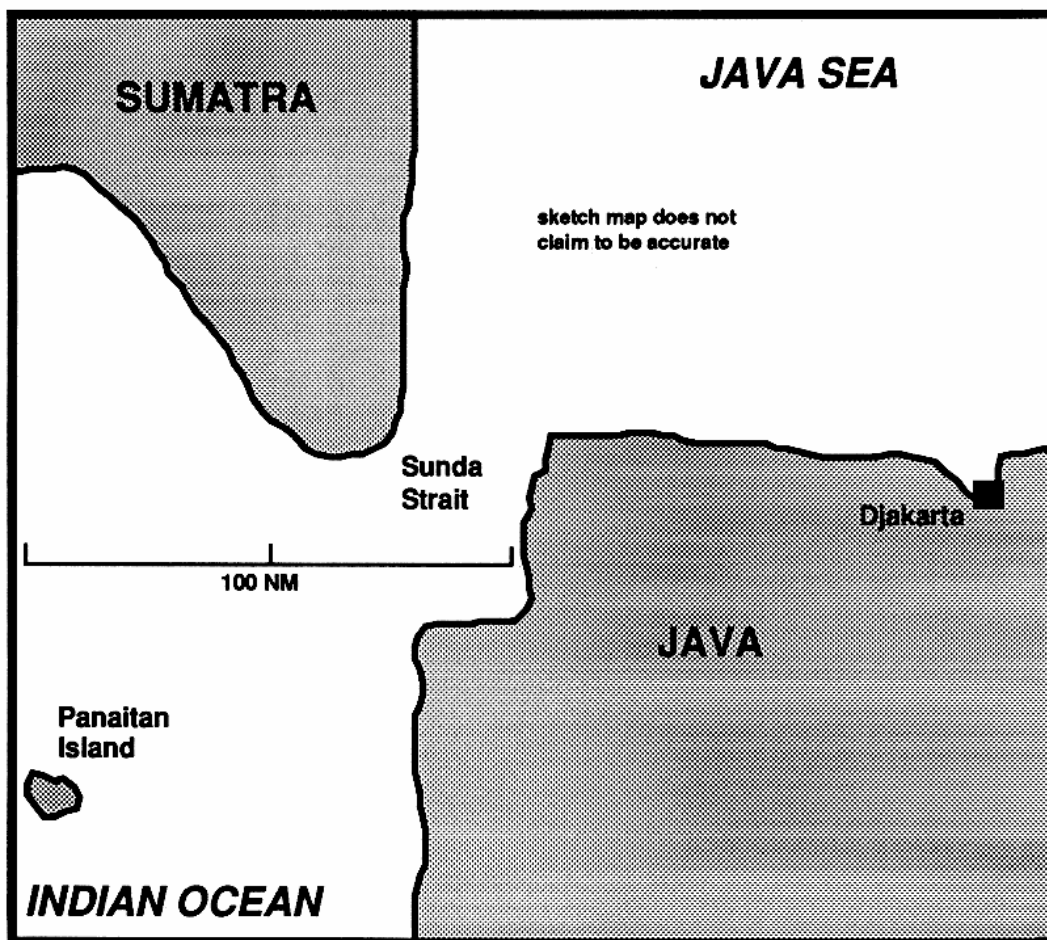 SUMATRA
JAVA SEA
sketch map does not
claim to be accurate
Sunda
Strait
Djakarta
100 NM
JAVA
Panaitan
Island
INDIAN OCEAN